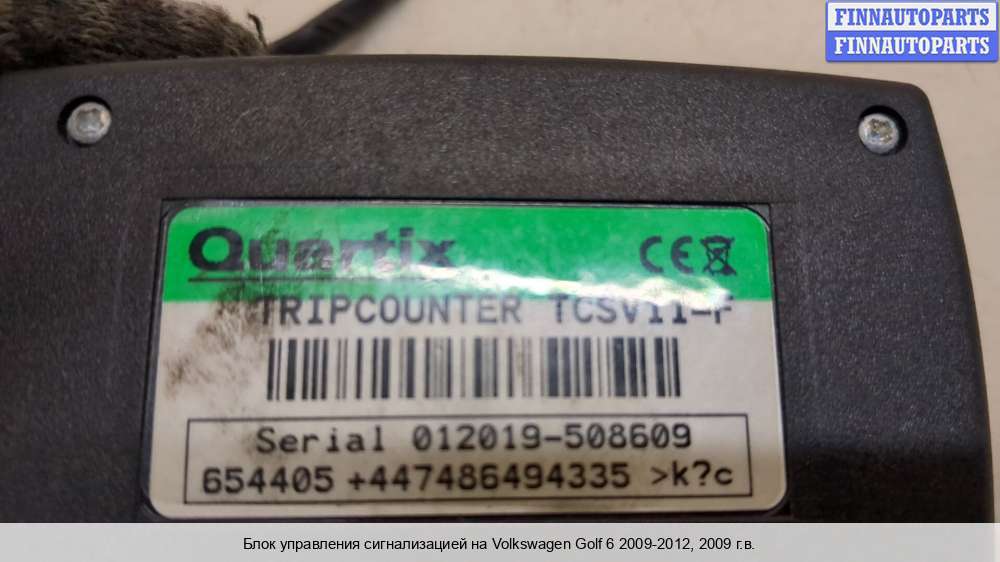 FINNAUTOPARTS
FINNAUTOPARTS
Quartix CE
TRIPCOUNTER TCSV11-F
Serial 012019-508609
654405 +447486494335 >k?c
Блок управления сигнализацией на Volkswagen Golf 6 2009-2012, 2009 г.в.